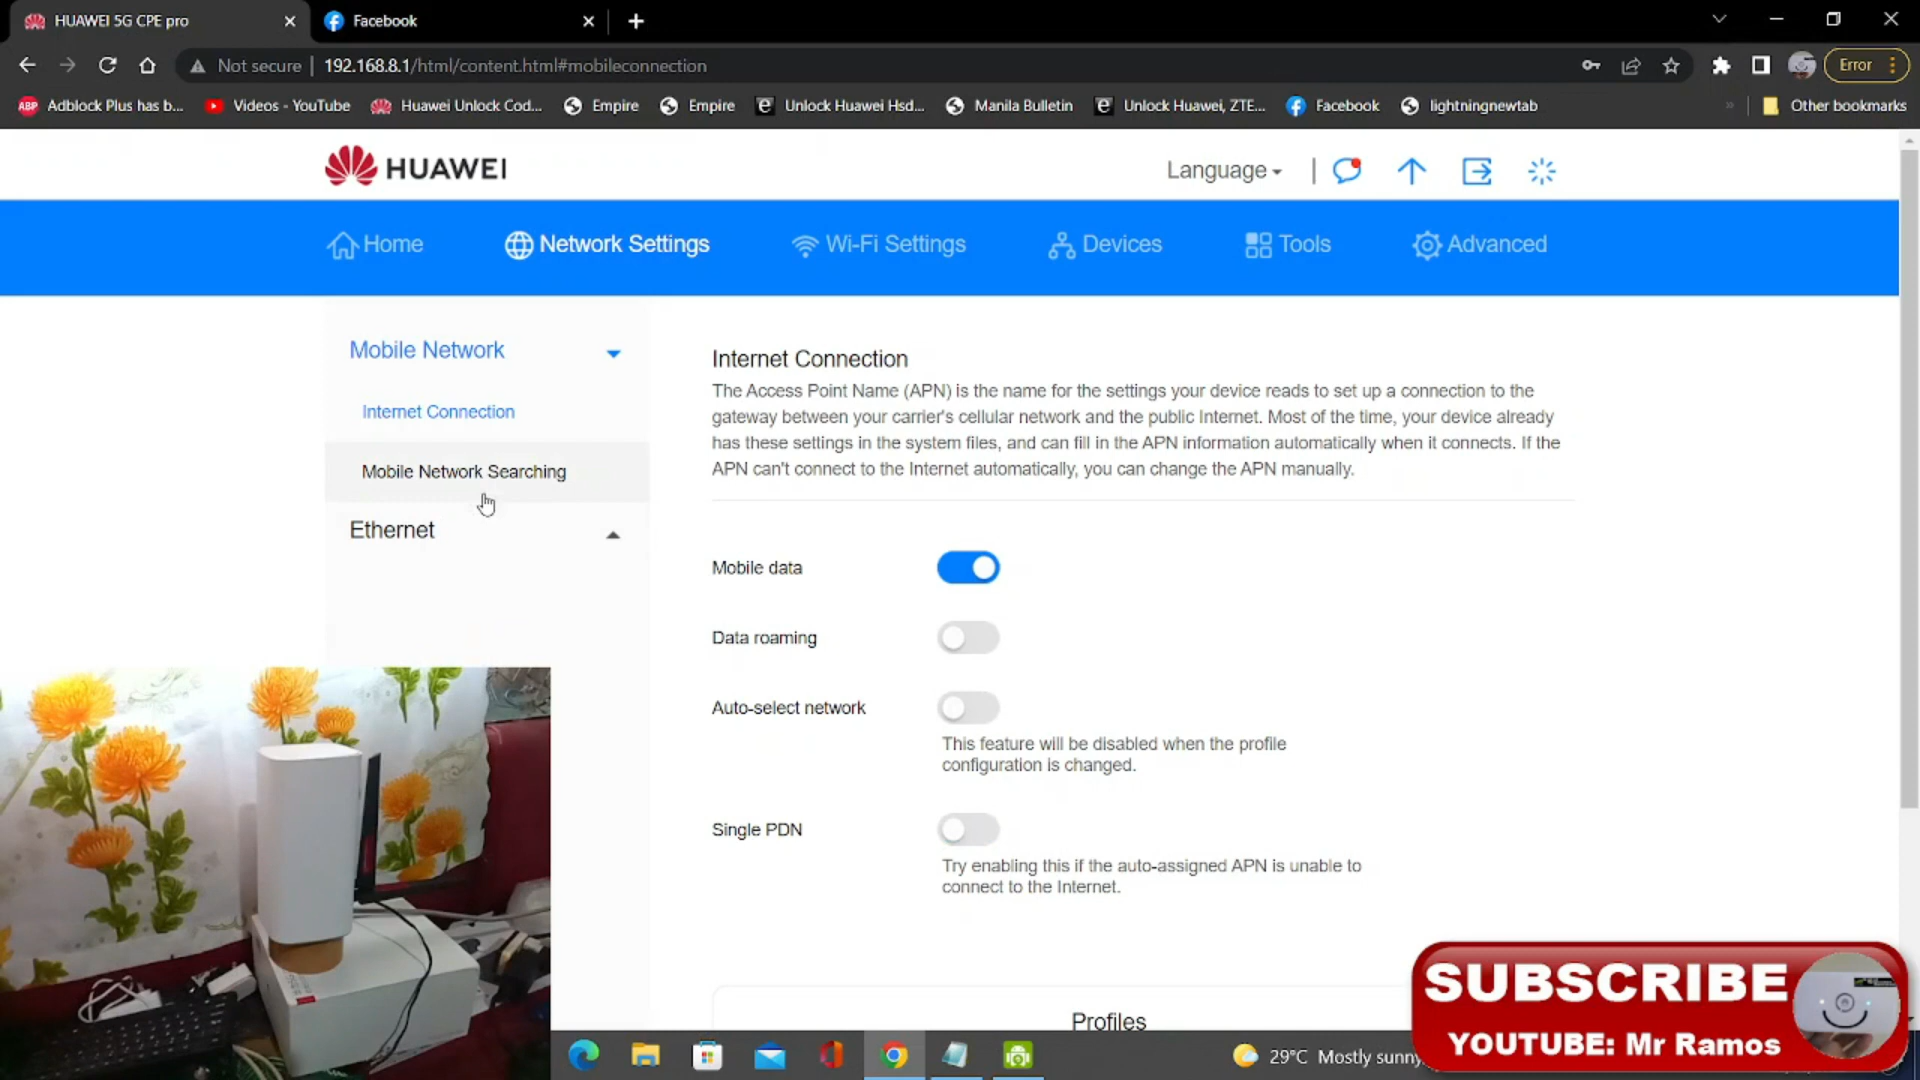 HUAWEI 5G CPE pro
Facebook
Not secure | 192.168.8.1/html/content.html#mobileconnection
Error
ABP Adblock Plus has b...
Videos - YouTube
Huawei Unlock Cod...
Empire
Empire
Unlock Huawei Hsd...
Manila Bulletin
Unlock Huawei, ZTE...
Facebook
lightningnewtab
Other bookmarks
HUAWEI
Language
Home
Network Settings
Wi-Fi Settings
Devices
Tools
Advanced
Mobile Network
Internet Connection
Mobile Network Searching
Ethernet
Internet Connection
The Access Point Name (APN) is the name for the settings your device reads to set up a connection to the
gateway between your carrier's cellular network and the public Internet. Most of the time, your device already
has these settings in the system files, and can fill in the APN information automatically when it connects. If the
APN can't connect to the Internet automatically, you can change the APN manually.
Mobile data
Data roaming
Auto-select network
This feature will be disabled when the profile
configuration is changed.
Single PDN
Try enabling this if the auto-assigned APN is unable to
connect to the Internet.
Profiles
SUBSCRIBE
YOUTUBE: Mr Ramos
29°C Mostly sunny